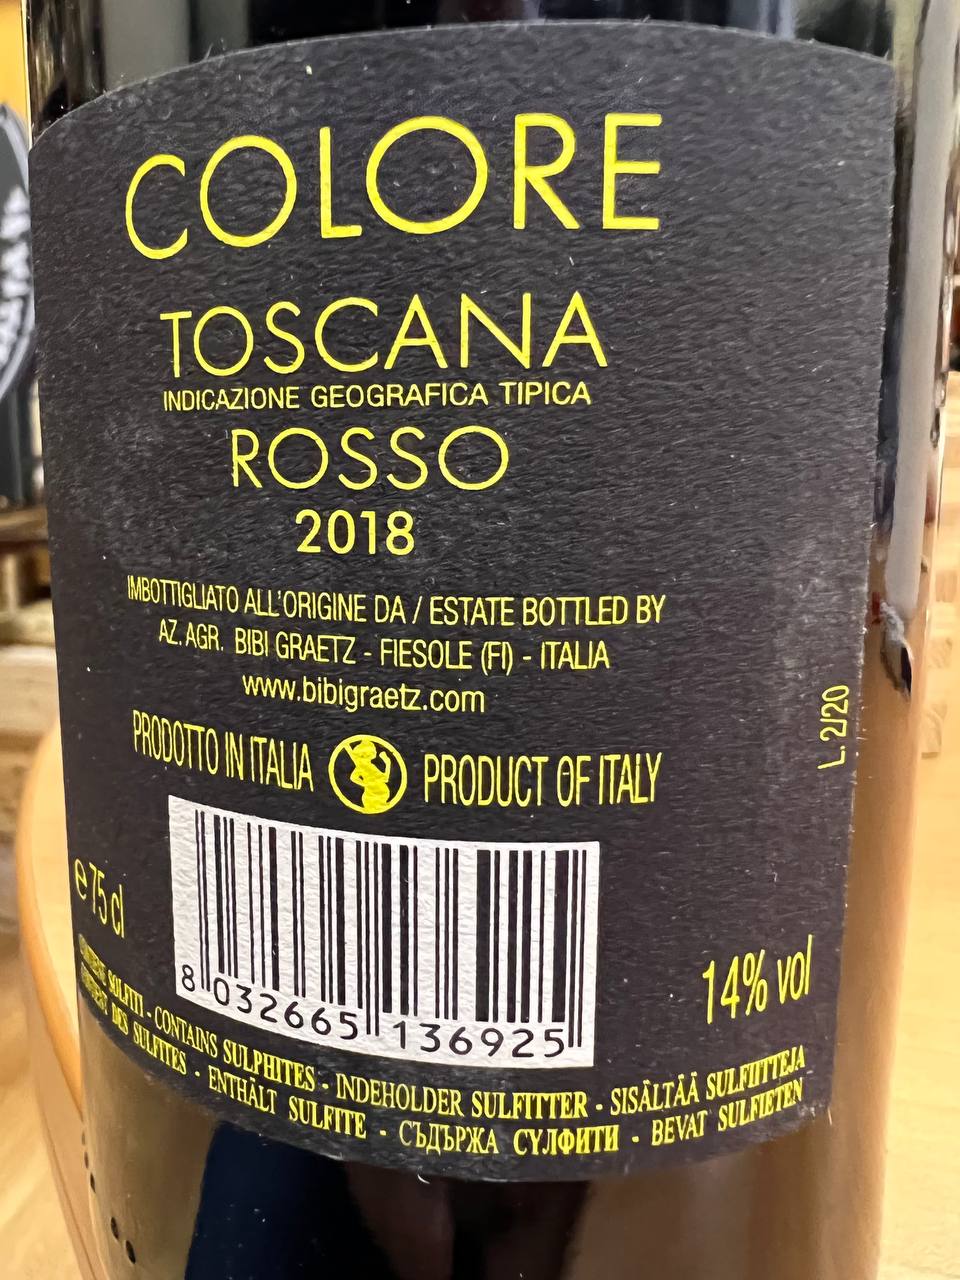 COLORE
TOSCANA
INDICAZIONE GEOGRAFICA TIPICA
ROSSO
2018
IMBOTTIGLIATO ALL'ORIGINE DA / ESTATE BOTTLED BY
AZ. AGR. BIBI GRAETZ - FIESOLE (FI) - ITALIA
www.bibigraetz.com
PRODOTTO IN ITALIA PRODUCT OF ITALY
L. 2/20
e 75 cl
8 032665 136925
14% vol
SOLFITI - CONTAINS SULPHITES - INDEHOLDER SULFITTER - SISÄLTÄÄ SULFIITTEJA
DES SULFITES - ENTHÄLT SULFITE - СЪДЪРЖА СУЛФИТИ - BEVAT SULFIETEN